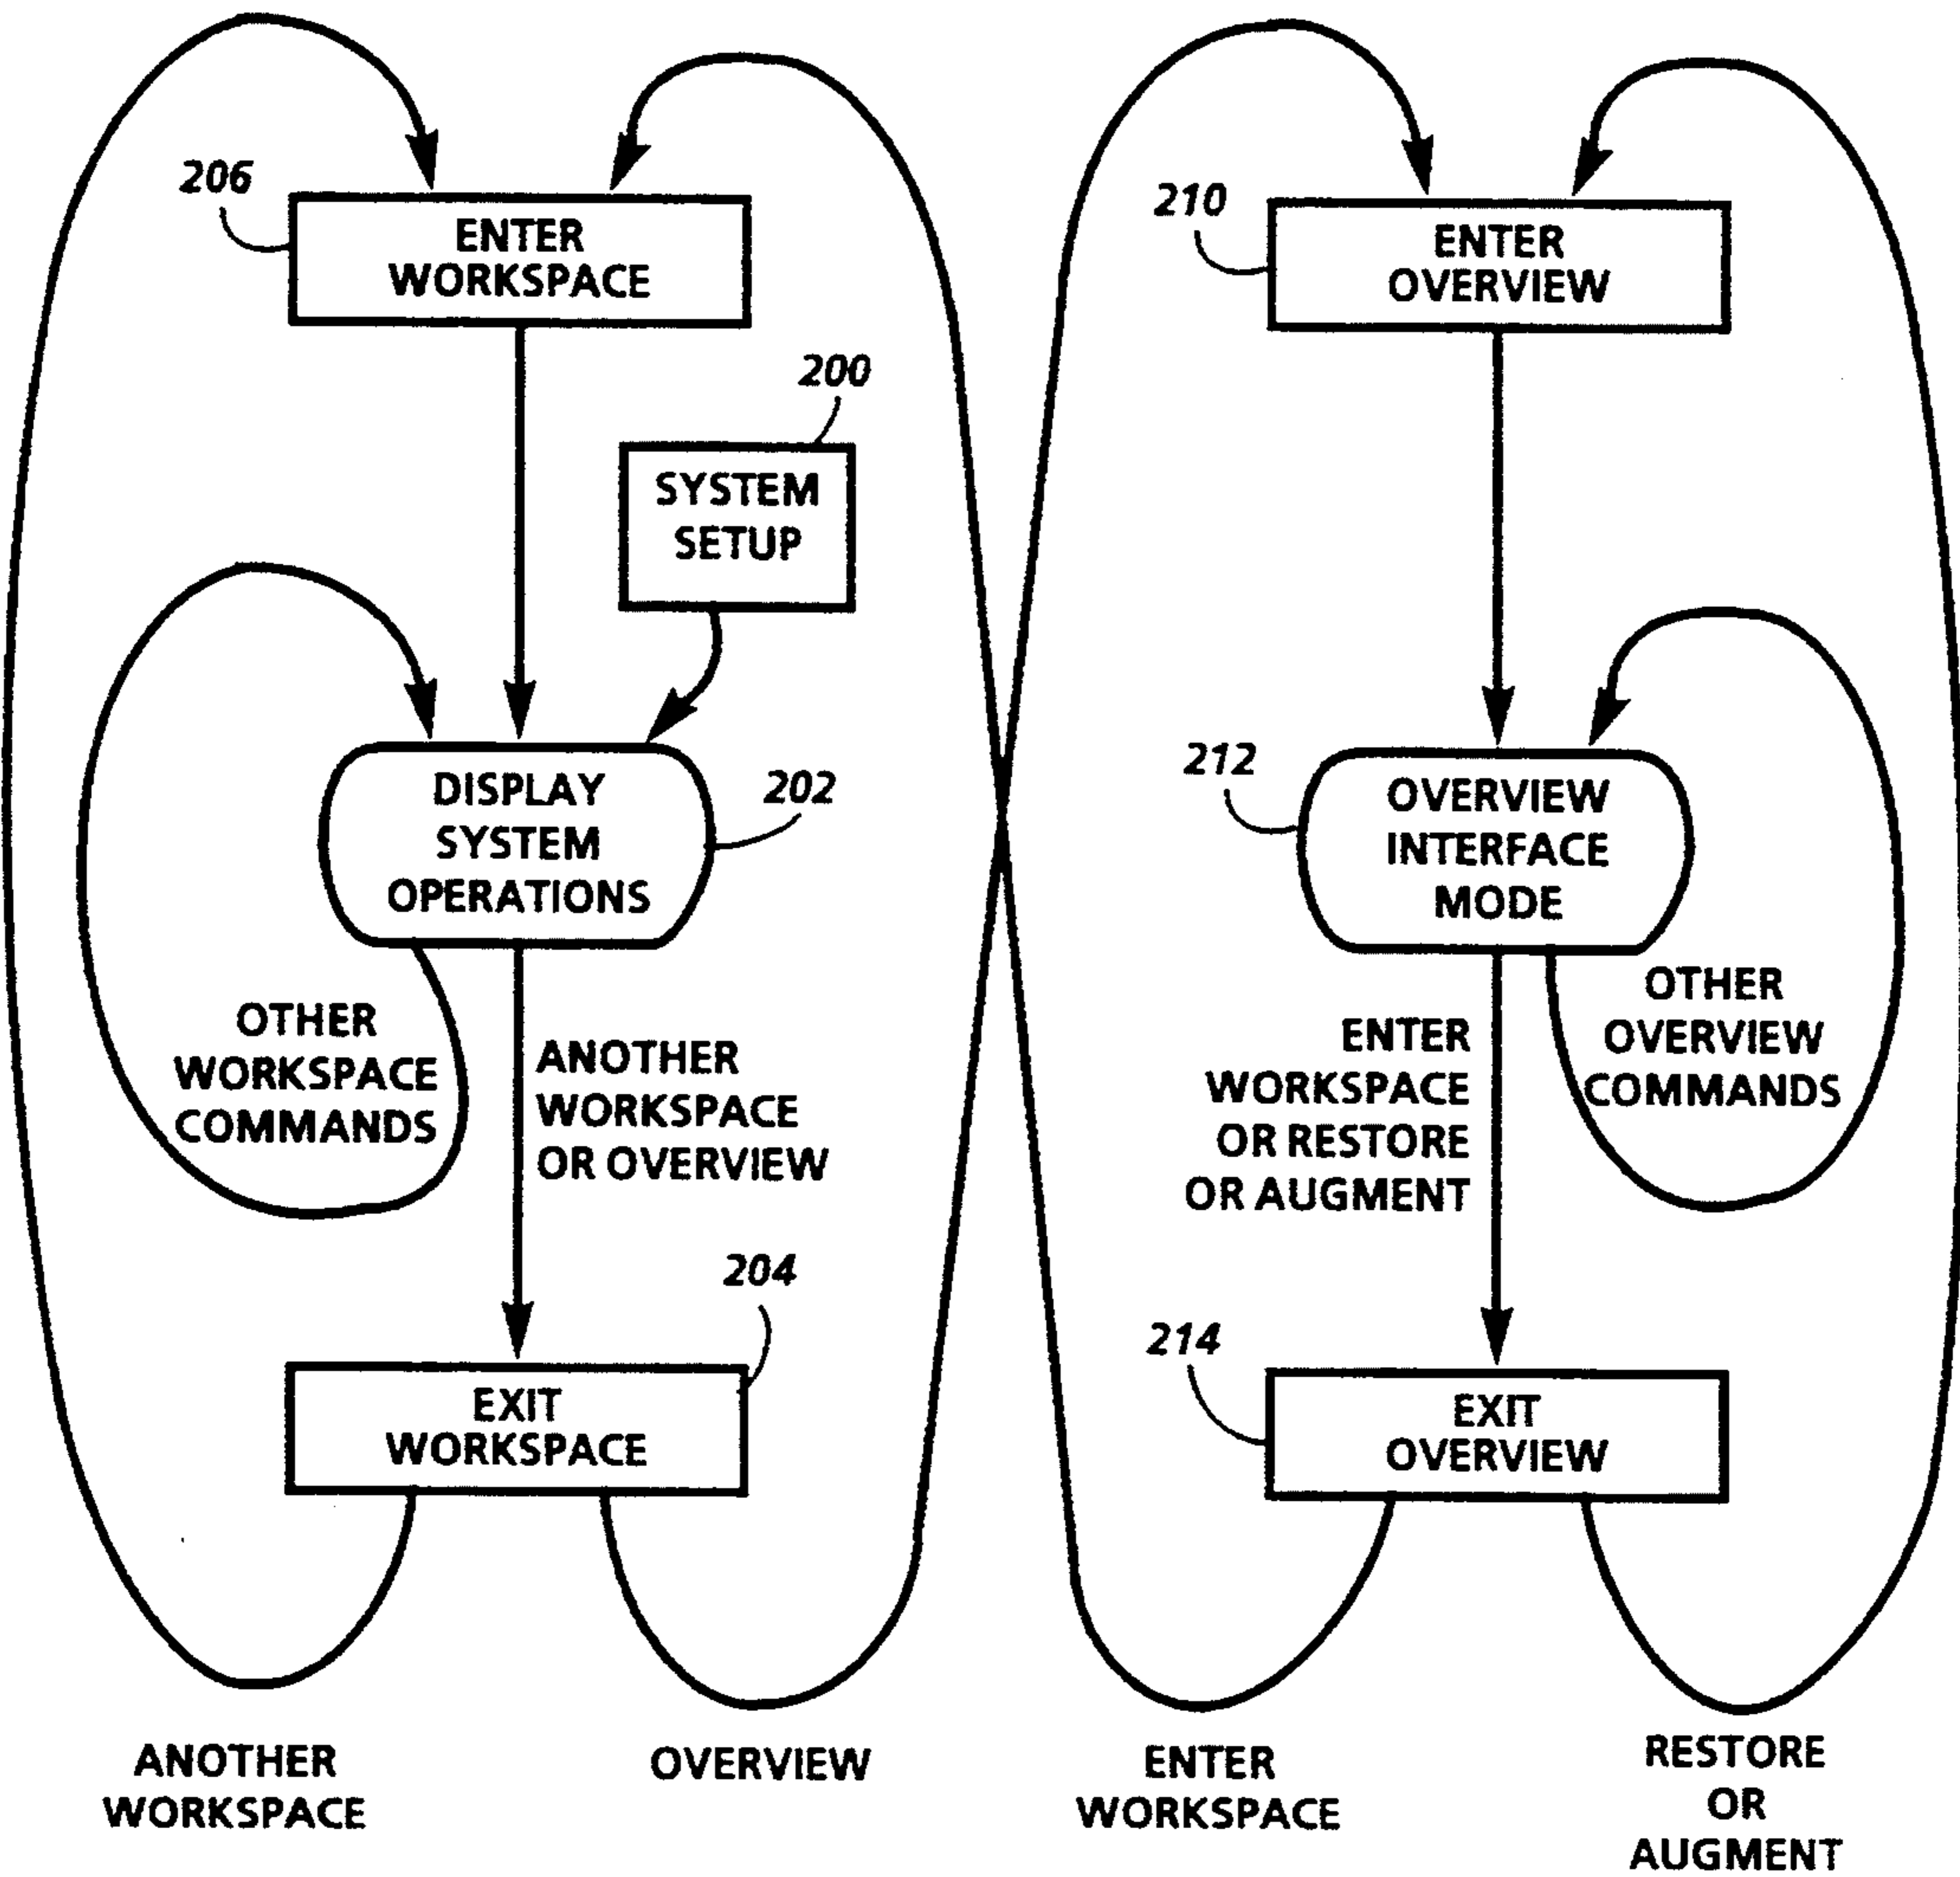 206
ENTER
WORKSPACE
200
SYSTEM
SETUP
DISPLAY
SYSTEM
OPERATIONS
202
OTHER
WORKSPACE
COMMANDS
ANOTHER
WORKSPACE
OR OVERVIEW
204
EXIT
WORKSPACE
ANOTHER
WORKSPACE
OVERVIEW
210
ENTER
OVERVIEW
212
OVERVIEW
INTERFACE
MODE
OTHER
OVERVIEW
COMMANDS
ENTER
WORKSPACE
OR RESTORE
OR AUGMENT
214
EXIT
OVERVIEW
ENTER
WORKSPACE
RESTORE
OR
AUGMENT